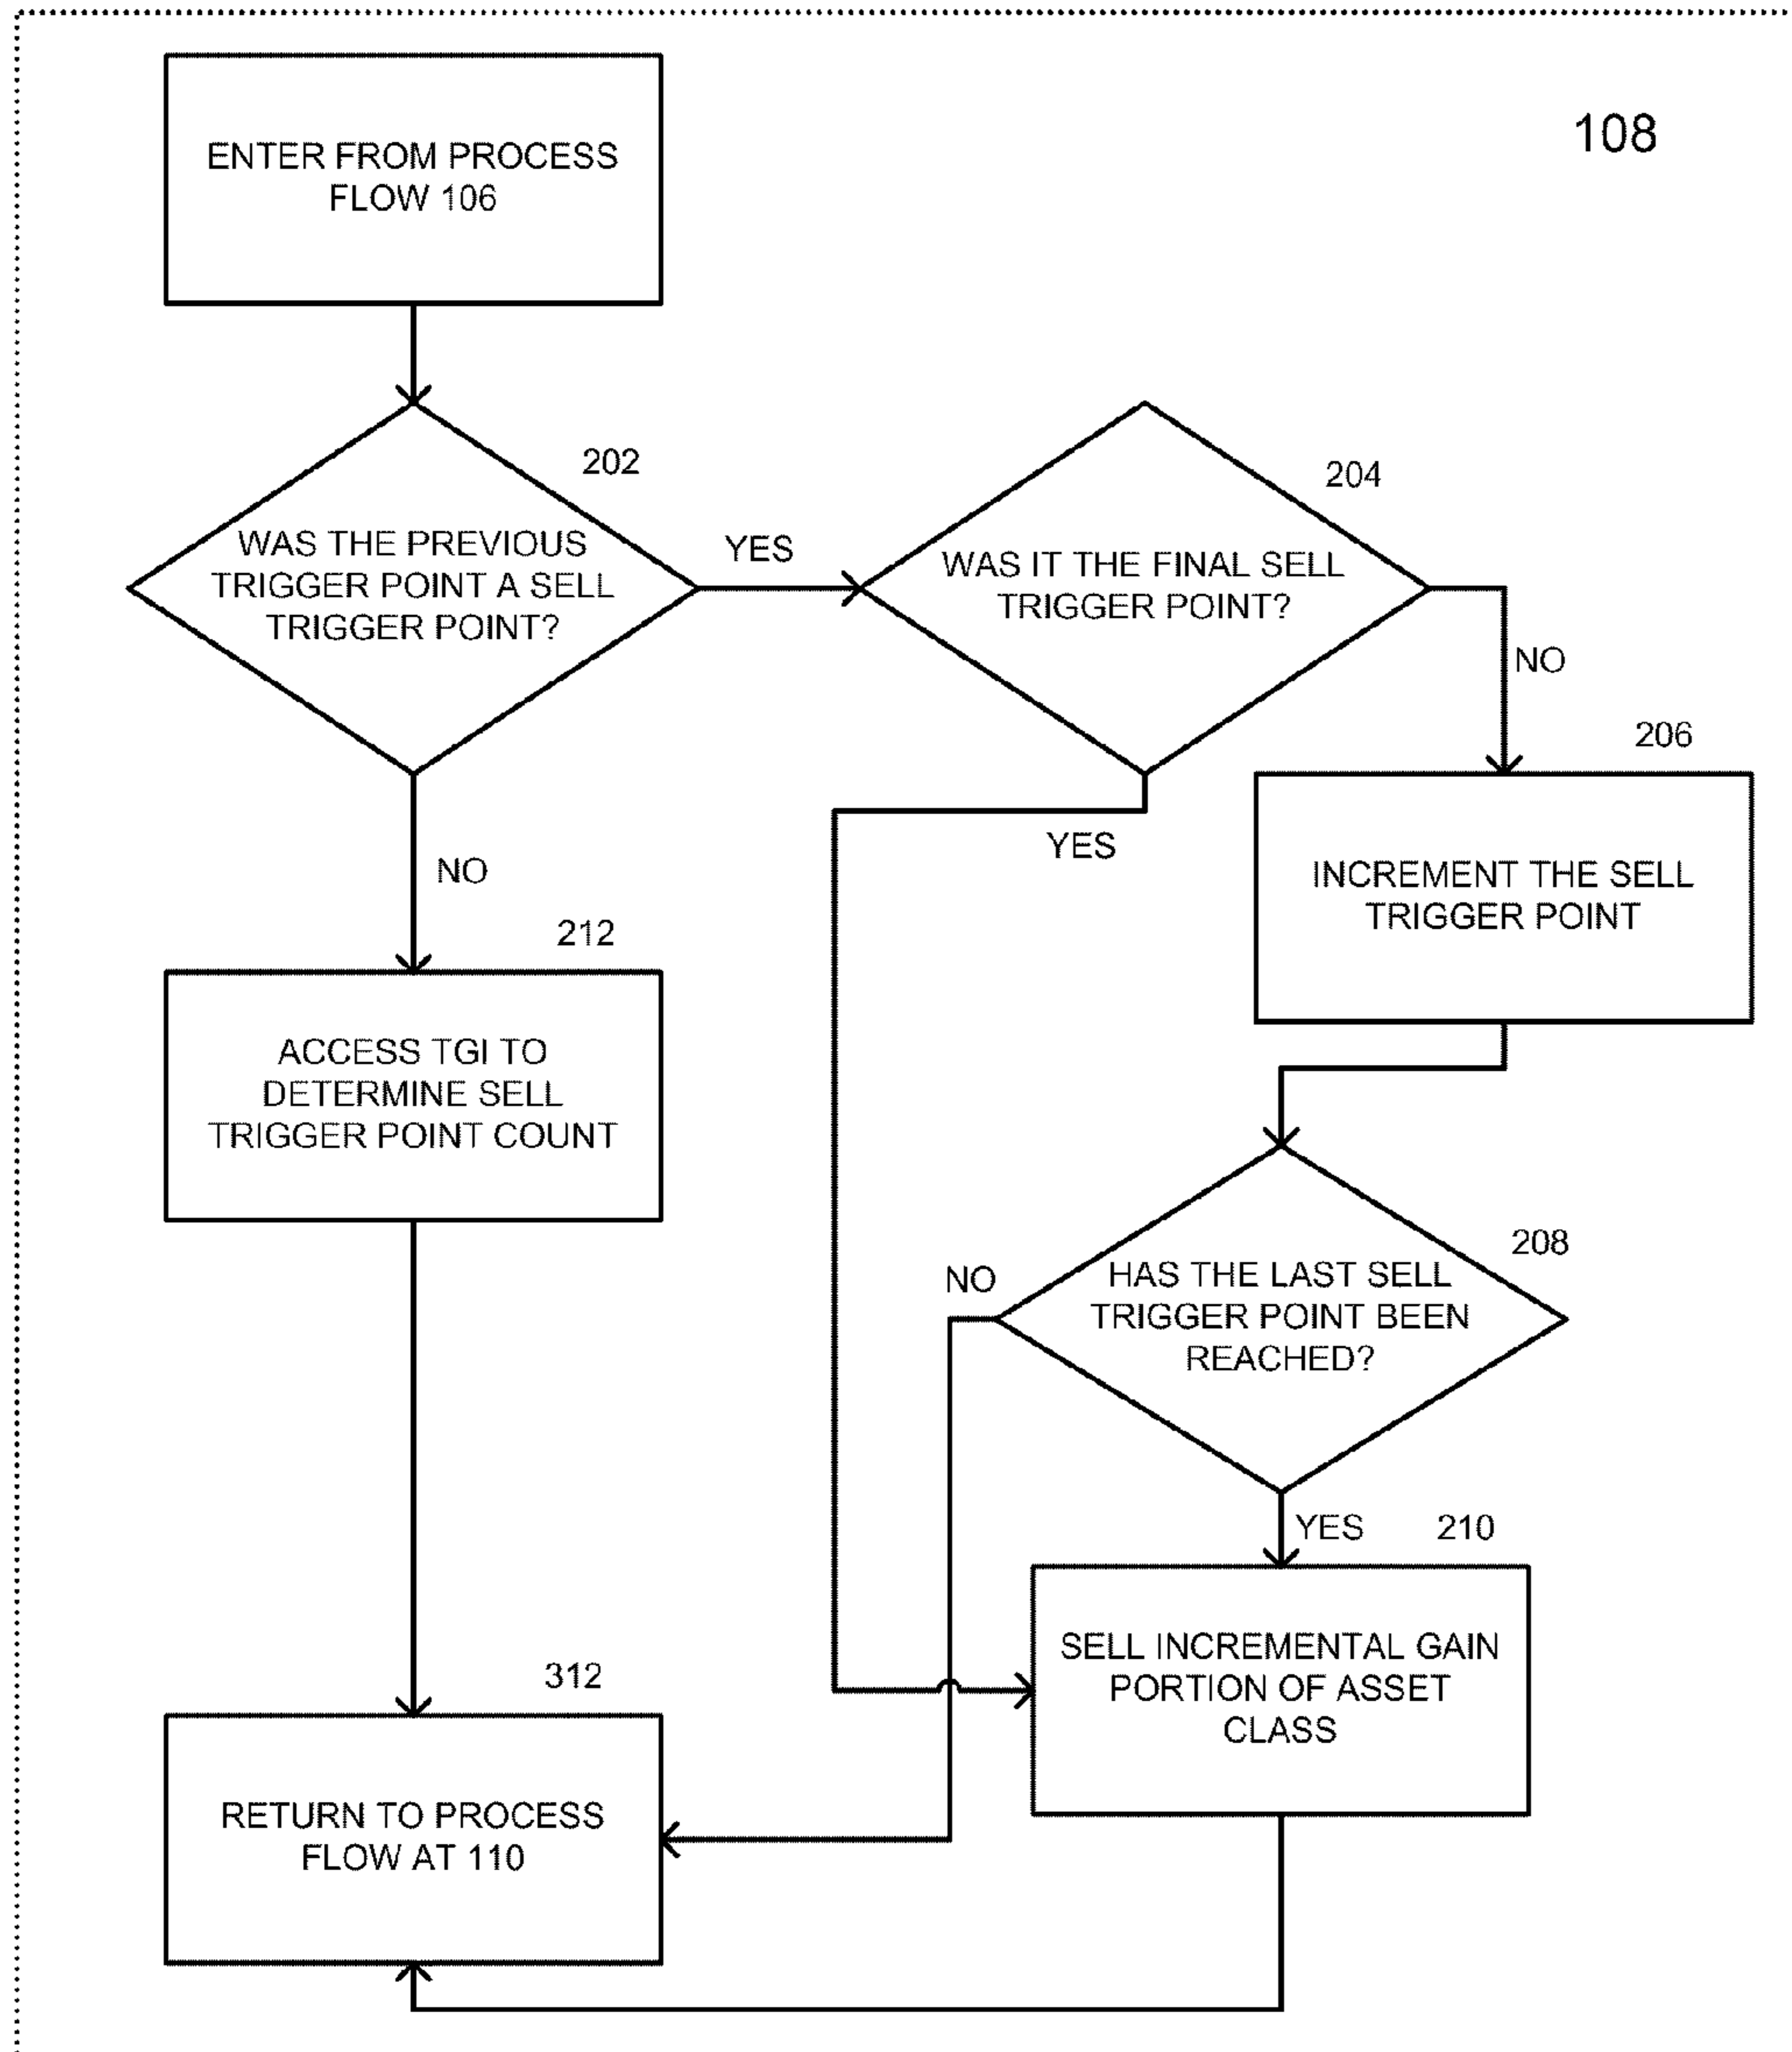 108
ENTER FROM PROCESS
FLOW 106
202
WAS THE PREVIOUS
TRIGGER POINT A SELL
TRIGGER POINT?
YES
204
WAS IT THE FINAL SELL
TRIGGER POINT?
NO
206
INCREMENT THE SELL
TRIGGER POINT
YES
NO
212
ACCESS TGI TO
DETERMINE SELL
TRIGGER POINT COUNT
208
HAS THE LAST SELL
TRIGGER POINT BEEN
REACHED?
NO
YES
210
SELL INCREMENTAL GAIN
PORTION OF ASSET
CLASS
312
RETURN TO PROCESS
FLOW AT 110